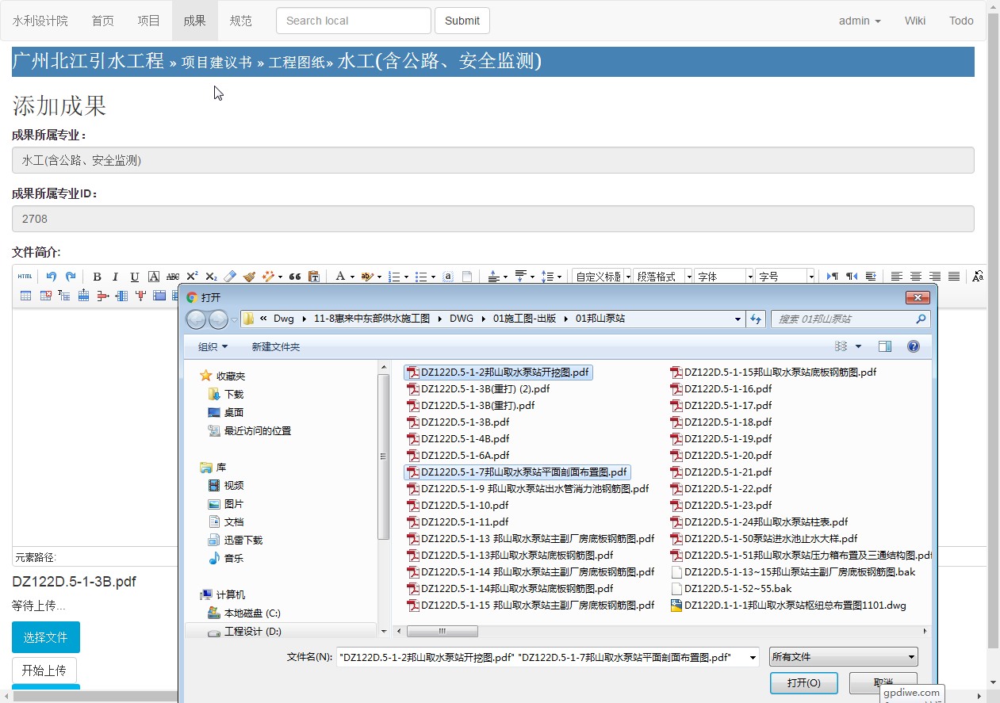 水利设计院 首页 项目 成果 规范 Search local Submit admin Wiki Todo
广州北江引水工程 » 项目建议书 » 工程图纸» 水工(含公路、安全监测)
添加成果
成果所属专业：
水工(含公路、安全监测)
成果所属专业ID：
2708
文件简介:
HTML B I U A ABC X² X₂ A ab 自定义标题 段落格式 字体 字号
打开
« Dwg 11-8惠来中东部供水施工图 DWG 01施工图-出版 01邦山泵站 搜索 01邦山泵站
组织 新建文件夹
收藏夹
下载
桌面
最近访问的位置
库
视频
图片
文档
迅雷下载
音乐
计算机
本地磁盘 (C:)
工程设计 (D:)
DZ122D.5-1-2邦山取水泵站开挖图.pdf
DZ122D.5-1-3B(重打) (2).pdf
DZ122D.5-1-3B(重打).pdf
DZ122D.5-1-3B.pdf
DZ122D.5-1-4B.pdf
DZ122D.5-1-6A.pdf
DZ122D.5-1-7邦山取水泵站平面剖面布置图.pdf
DZ122D.5-1-9 邦山取水泵站出水管消力池钢筋图.pdf
DZ122D.5-1-10.pdf
DZ122D.5-1-11.pdf
DZ122D.5-1-13 邦山取水泵站主副厂房底板钢筋图.pdf
DZ122D.5-1-13邦山取水泵站底板钢筋图.pdf
DZ122D.5-1-14 邦山取水泵站主副厂房底板钢筋图.pdf
DZ122D.5-1-14邦山取水泵站底板钢筋图.pdf
DZ122D.5-1-15 邦山取水泵站主副厂房底板钢筋图.pdf
DZ122D.5-1-15邦山取水泵站底板钢筋图.pdf
DZ122D.5-1-16.pdf
DZ122D.5-1-17.pdf
DZ122D.5-1-18.pdf
DZ122D.5-1-19.pdf
DZ122D.5-1-20.pdf
DZ122D.5-1-21.pdf
DZ122D.5-1-22.pdf
DZ122D.5-1-23.pdf
DZ122D.5-1-24邦山取水泵站柱表.pdf
DZ122D.5-1-50泵站进水池止水大样.pdf
DZ122D.5-1-51邦山取水泵站压力箱布置及三通结构图.pdf
DZ122D.5-1-13~15邦山泵站主副厂房底板钢筋图.bak
DZ122D.5-1-52~55.bak
DZ122D.1-1-1邦山取水泵站枢纽总布置图1101.dwg
文件名(N): "DZ122D.5-1-2邦山取水泵站开挖图.pdf" "DZ122D.5-1-7邦山取水泵站平面剖面布置图.pdf" 所有文件
打开(O) 取消
gpdiwe.com
元素路径:
DZ122D.5-1-3B.pdf
等待上传...
选择文件
开始上传